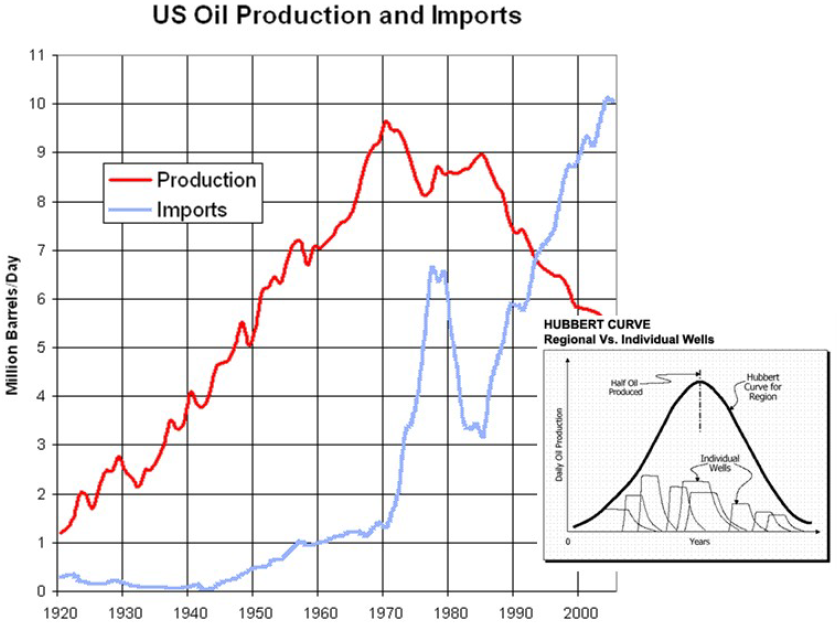 US Oil Production and Imports
Million Barrels/Day
11
10
9
8
7
6
5
4
3
2
1
0
Production
Imports
1920 1930 1940 1950 1960 1970 1980 1990 2000
HUBBERT CURVE
Regional Vs. Individual Wells
Daily Oil Production
Half Oil
Produced
Hubbert
Curve for
Region
Individual
Wells
0
Years